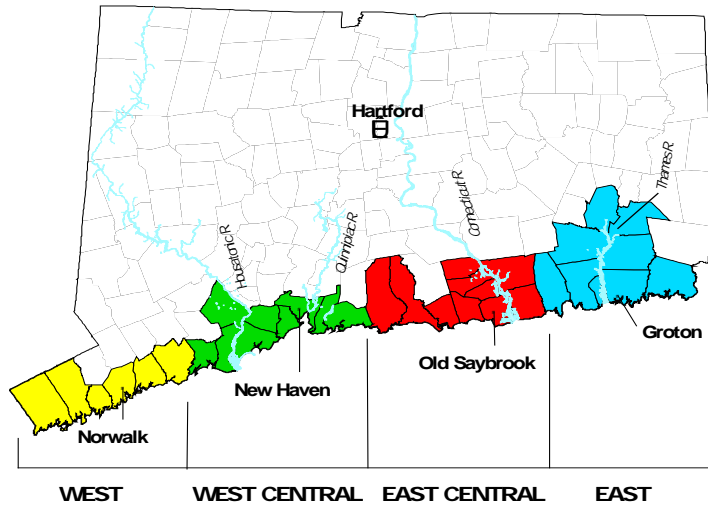 Hartford
Thames R
Connecticut R
Housatonic R
Quinnipiac R
Groton
Old Saybrook
New Haven
Norwalk
WEST
WEST CENTRAL
EAST CENTRAL
EAST